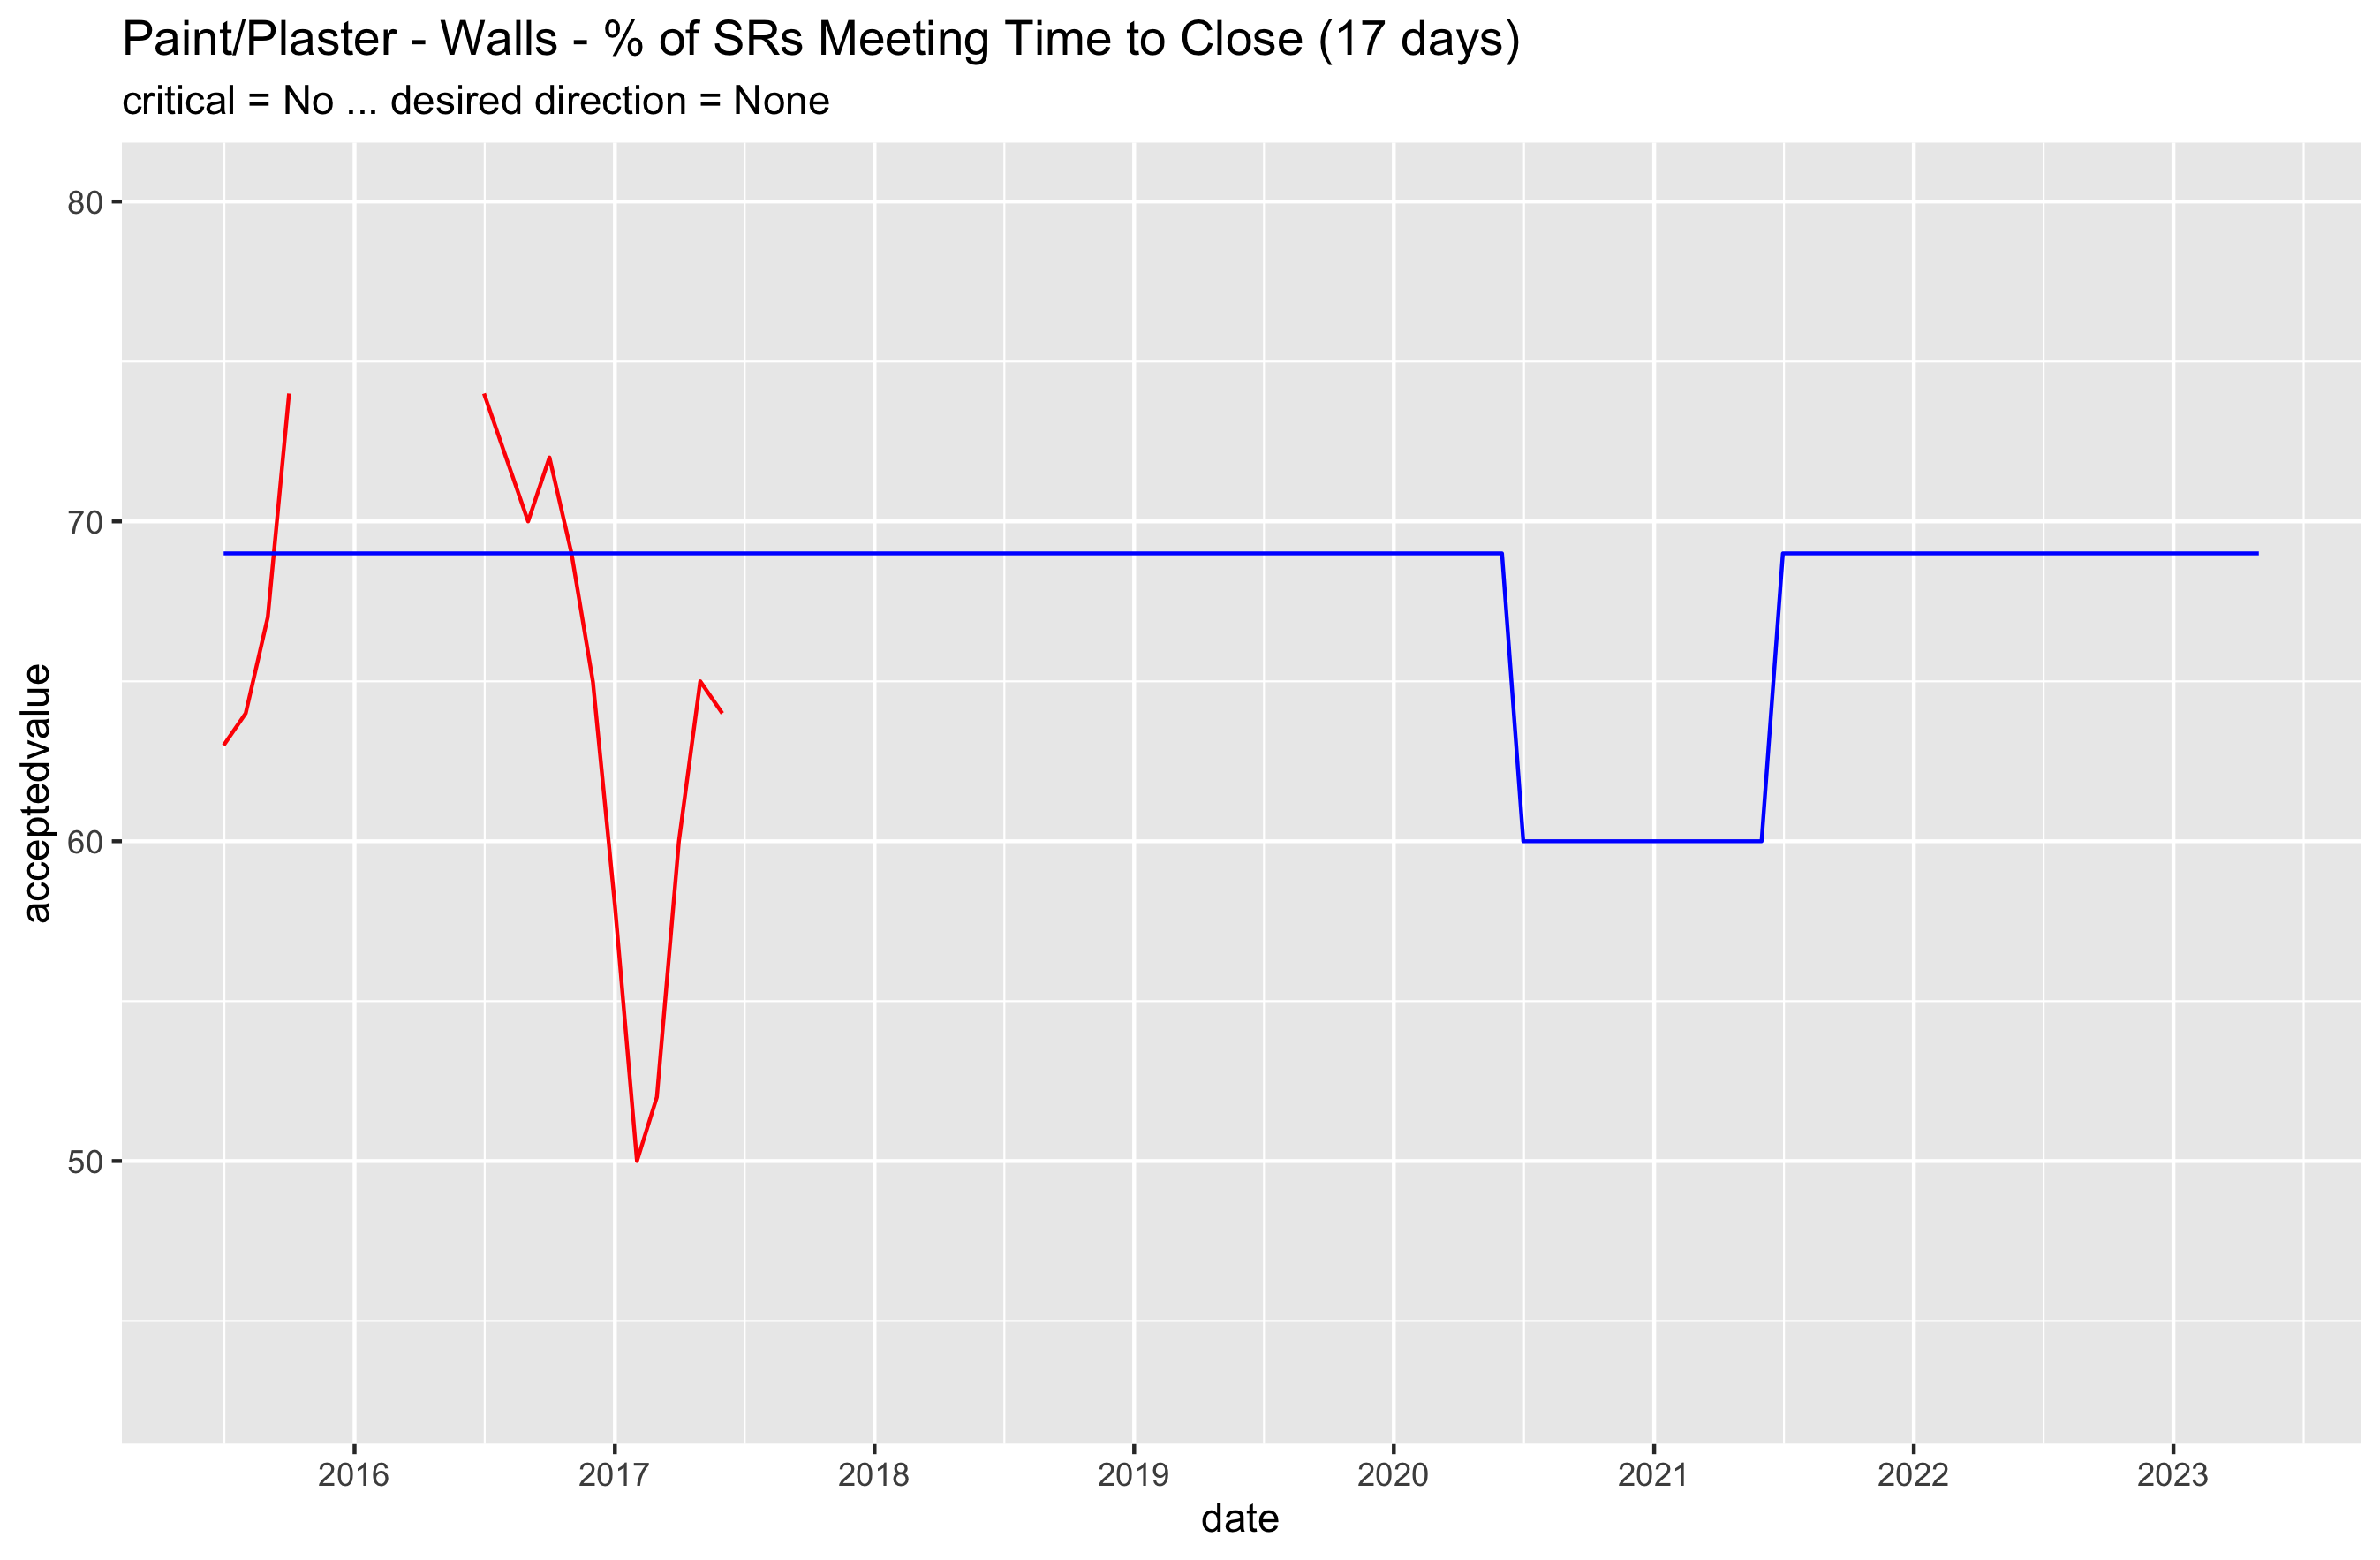 Paint/Plaster - Walls - % of SRs Meeting Time to Close (17 days)
critical = No ... desired direction = None
80
70
60
50
acceptedvalue
2016 2017 2018 2019 2020 2021 2022 2023
date